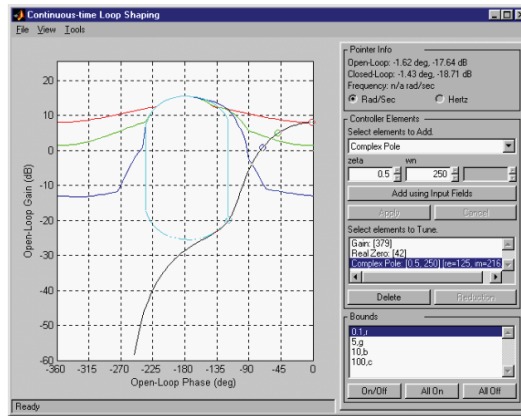 Continuous-time Loop Shaping
File View Tools
Open-Loop Gain (dB)
20
10
0
-10
-20
-30
-40
-50
-60
-360 -315 -270 -225 -180 -135 -90 -45 0
Open-Loop Phase (deg)
Pointer Info
Open-Loop: -1.62 deg, -17.64 dB
Closed-Loop: -1.43 deg, -18.71 dB
Frequency: n/a rad/sec
Rad/Sec Hertz
Controller Elements
Select elements to Add.
Complex Pole
zeta wn
0.5 250
Add using Input Fields
Apply Cancel
Select elements to Tune.
Gain: [379]
Real Zero: [42]
Complex Pole: [0.5, 250] [re=125, im=216
Delete Reduction
Bounds
0.1,r
5,g
10,b
100,c
On/Off All On All Off
Ready